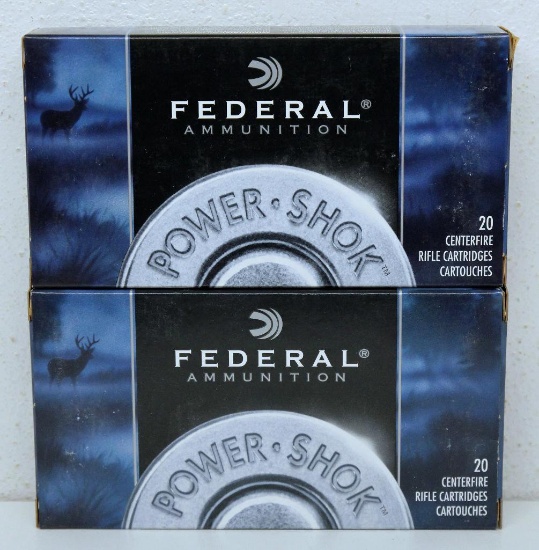 FEDERAL®
AMMUNITION
POWER • SHOK™
20
CENTERFIRE
RIFLE CARTRIDGES
CARTOUCHES
FEDERAL®
AMMUNITION
POWER • SHOK™
20
CENTERFIRE
RIFLE CARTRIDGES
CARTOUCHES